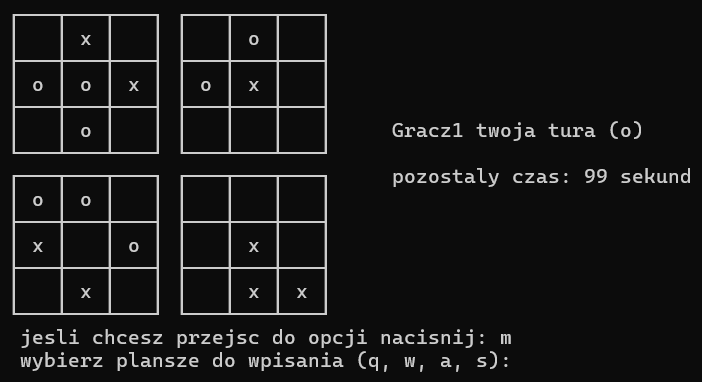 x o
o o x o x
o
Gracz1 twoja tura (o)
pozostaly czas: 99 sekund
o o
x o x
x x x
jesli chcesz przejsc do opcji nacisnij: m
wybierz plansze do wpisania (q, w, a, s):